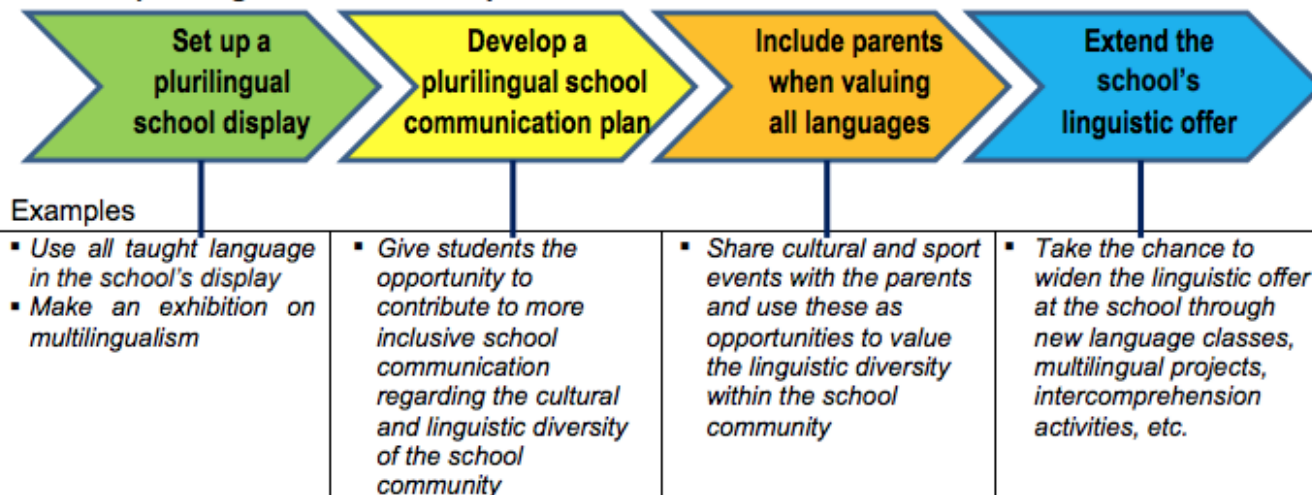 Set up a
plurilingual
school display
Develop a
plurilingual school
communication plan
Include parents
when valuing
all languages
Extend the
school's
linguistic offer
Examples
▪ Use all taught language
in the school's display
▪ Make an exhibition on
multilingualism
▪ Give students the
opportunity to
contribute to more
inclusive school
communication
regarding the cultural
and linguistic diversity
of the school
community
▪ Share cultural and sport
events with the parents
and use these as
opportunities to value
the linguistic diversity
within the school
community
▪ Take the chance to
widen the linguistic offer
at the school through
new language classes,
multilingual projects,
intercomprehension
activities, etc.